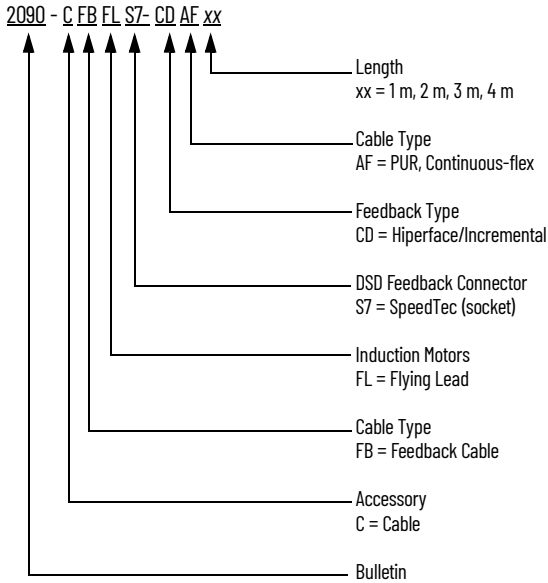 2090 - C FB FL S7- CD AF xx
Length
xx = 1 m, 2 m, 3 m, 4 m
Cable Type
AF = PUR, Continuous-flex
Feedback Type
CD = Hiperface/Incremental
DSD Feedback Connector
S7 = SpeedTec (socket)
Induction Motors
FL = Flying Lead
Cable Type
FB = Feedback Cable
Accessory
C = Cable
Bulletin